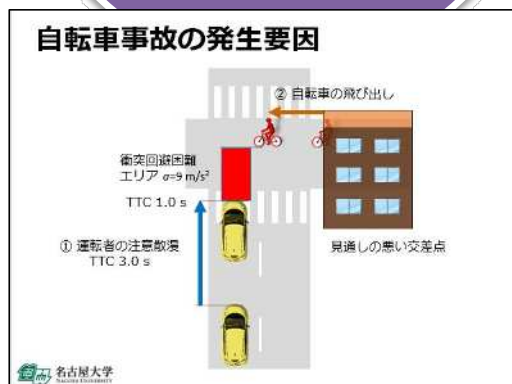 自転車事故の発生要因
② 自転車の飛び出し
衝突回避困難
エリア σ=9 m/s²
TTC 1.0 s
① 運転者の注意散漫
TTC 3.0 s
見通しの悪い交差点
名古屋大学
NAGOYA UNIVERSITY